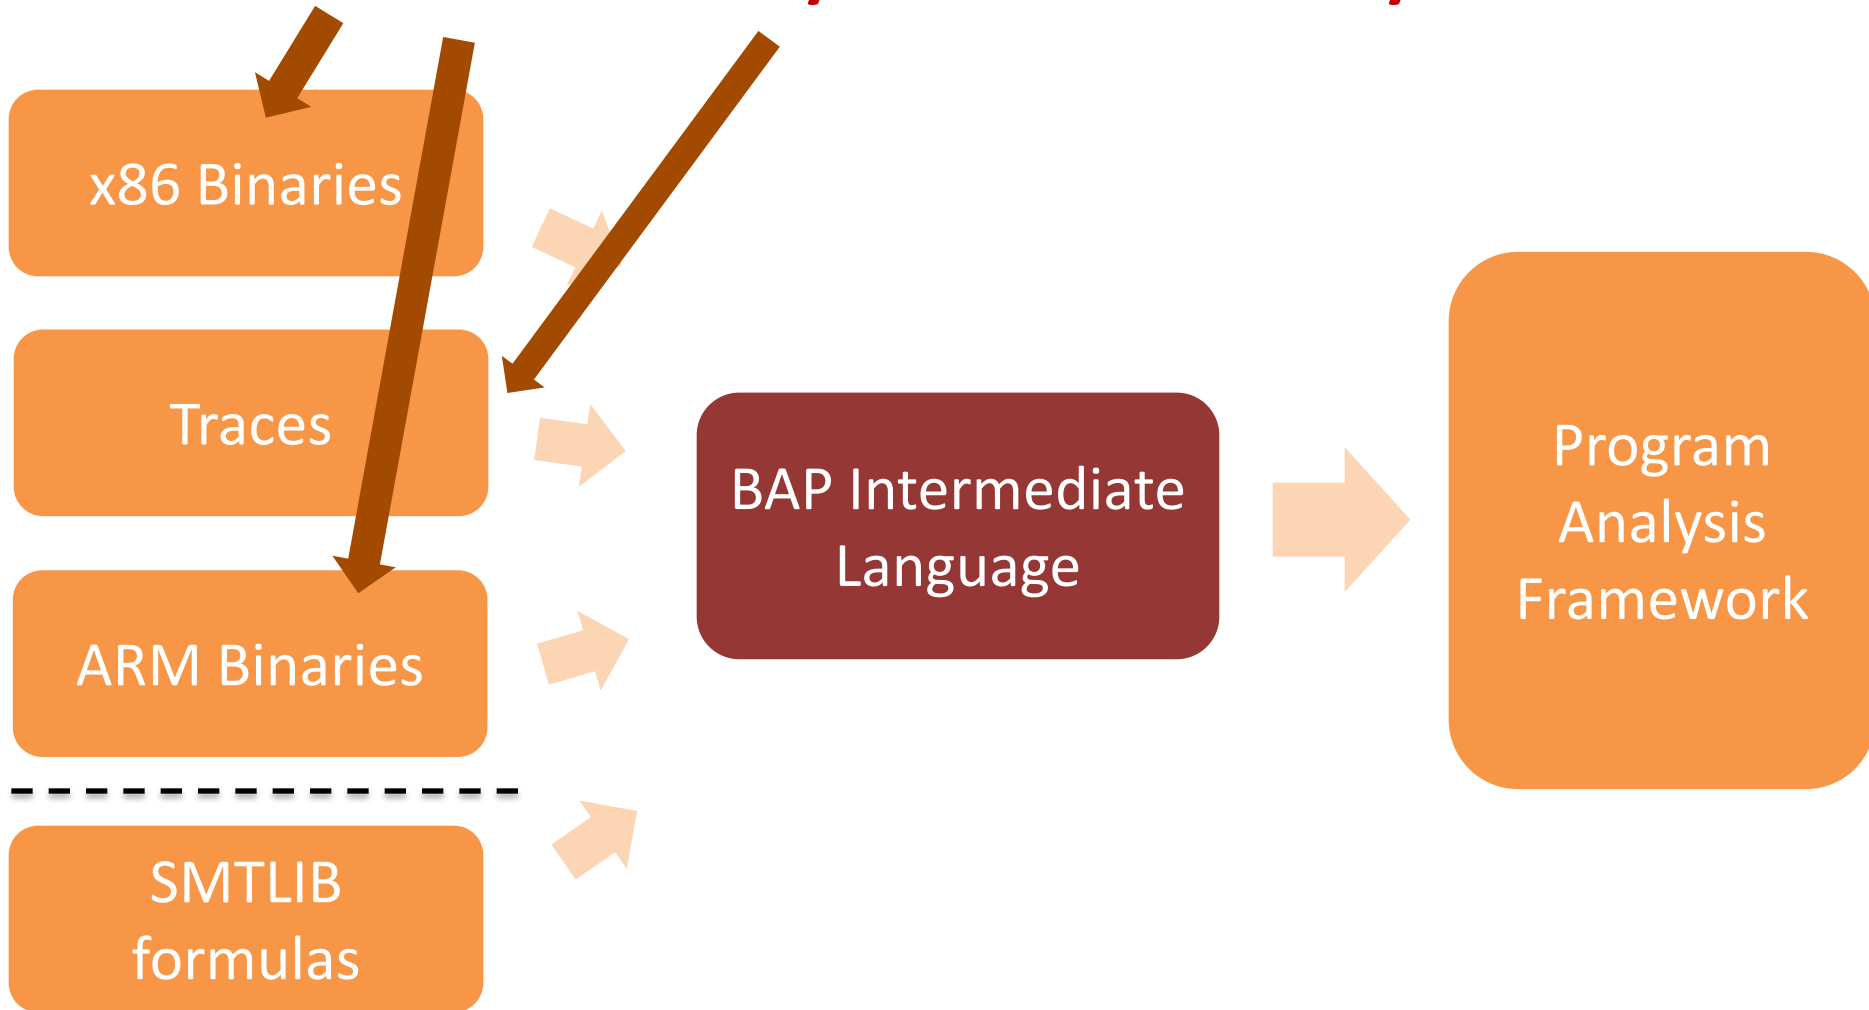 x86 Binaries
Traces
ARM Binaries
SMTLIB
formulas
BAP Intermediate
Language
Program
Analysis
Framework